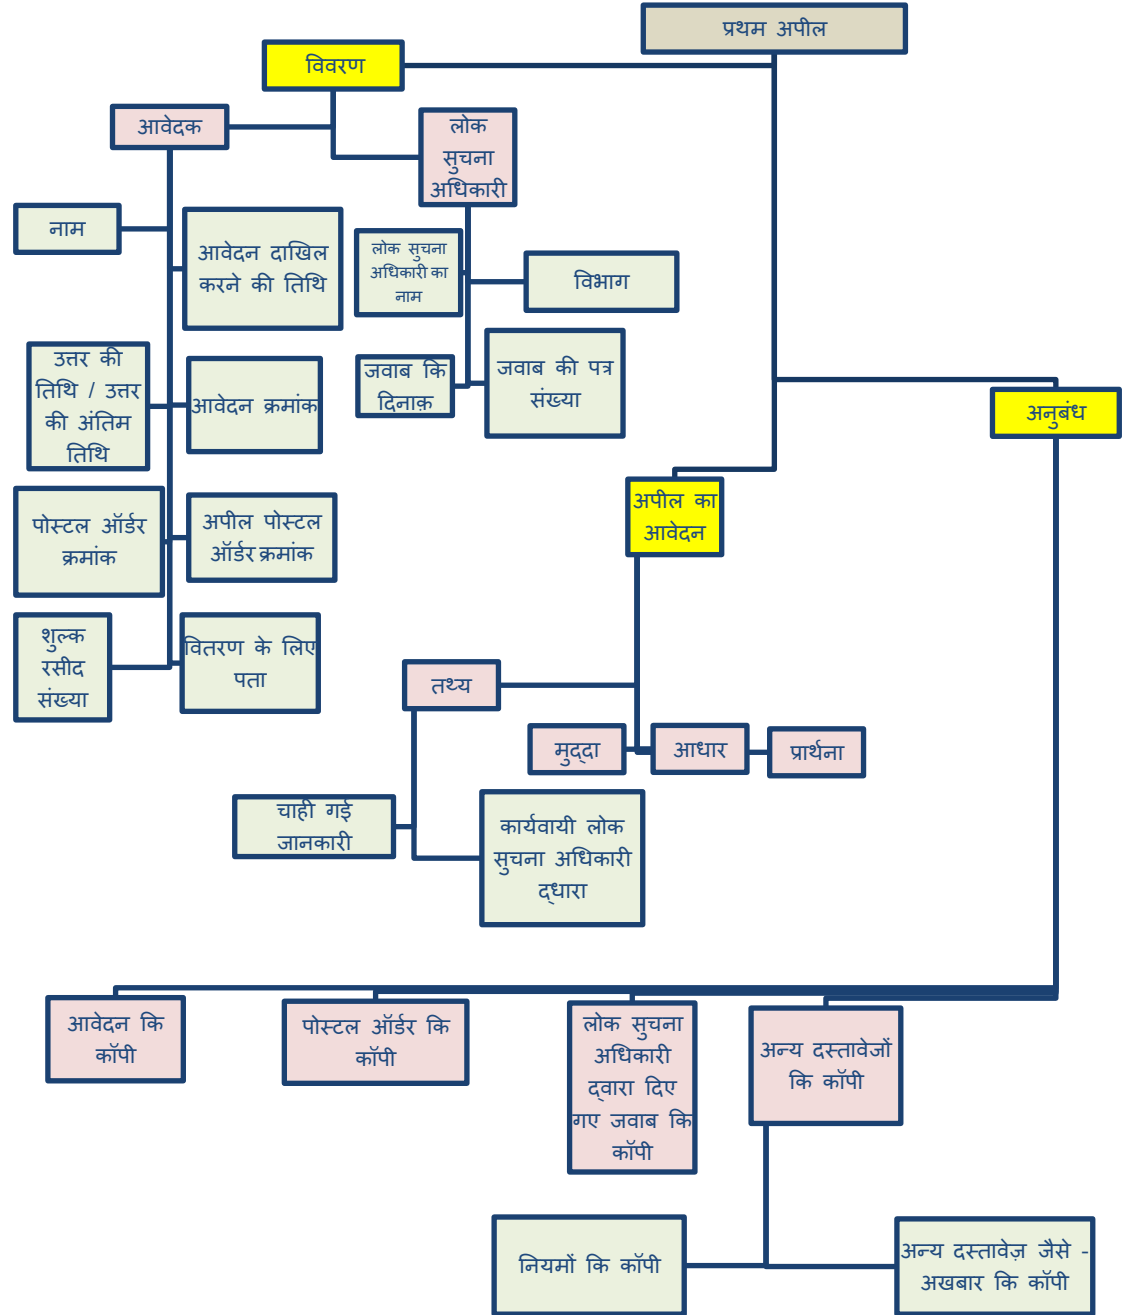 प्रथम अपील
विवरण
आवेदक
लोक
सुचना
अधिकारी
नाम
आवेदन दाखिल
करने की तिथि
लोक सुचना
अधिकारी का
नाम
विभाग
उत्तर की
तिथि / उत्तर
की अंतिम
तिथि
आवेदन क्रमांक
जवाब कि
दिनाक़
जवाब की पत्र
संख्या
अनुबंध
पोस्टल ऑर्डर
क्रमांक
अपील पोस्टल
ऑर्डर क्रमांक
अपील का
आवेदन
शुल्क
रसीद
संख्या
वितरण के लिए
पता
तथ्य
मुद्दा
आधार
प्रार्थना
चाही गई
जानकारी
कार्यवायी लोक
सुचना अधिकारी
द्धारा
आवेदन कि
कॉपी
पोस्टल ऑर्डर कि
कॉपी
लोक सुचना
अधिकारी
द्वारा दिए
गए जवाब कि
कॉपी
अन्य दस्तावेजों
कि कॉपी
नियमों कि कॉपी
अन्य दस्तावेज़ जैसे -
अखबार कि कॉपी